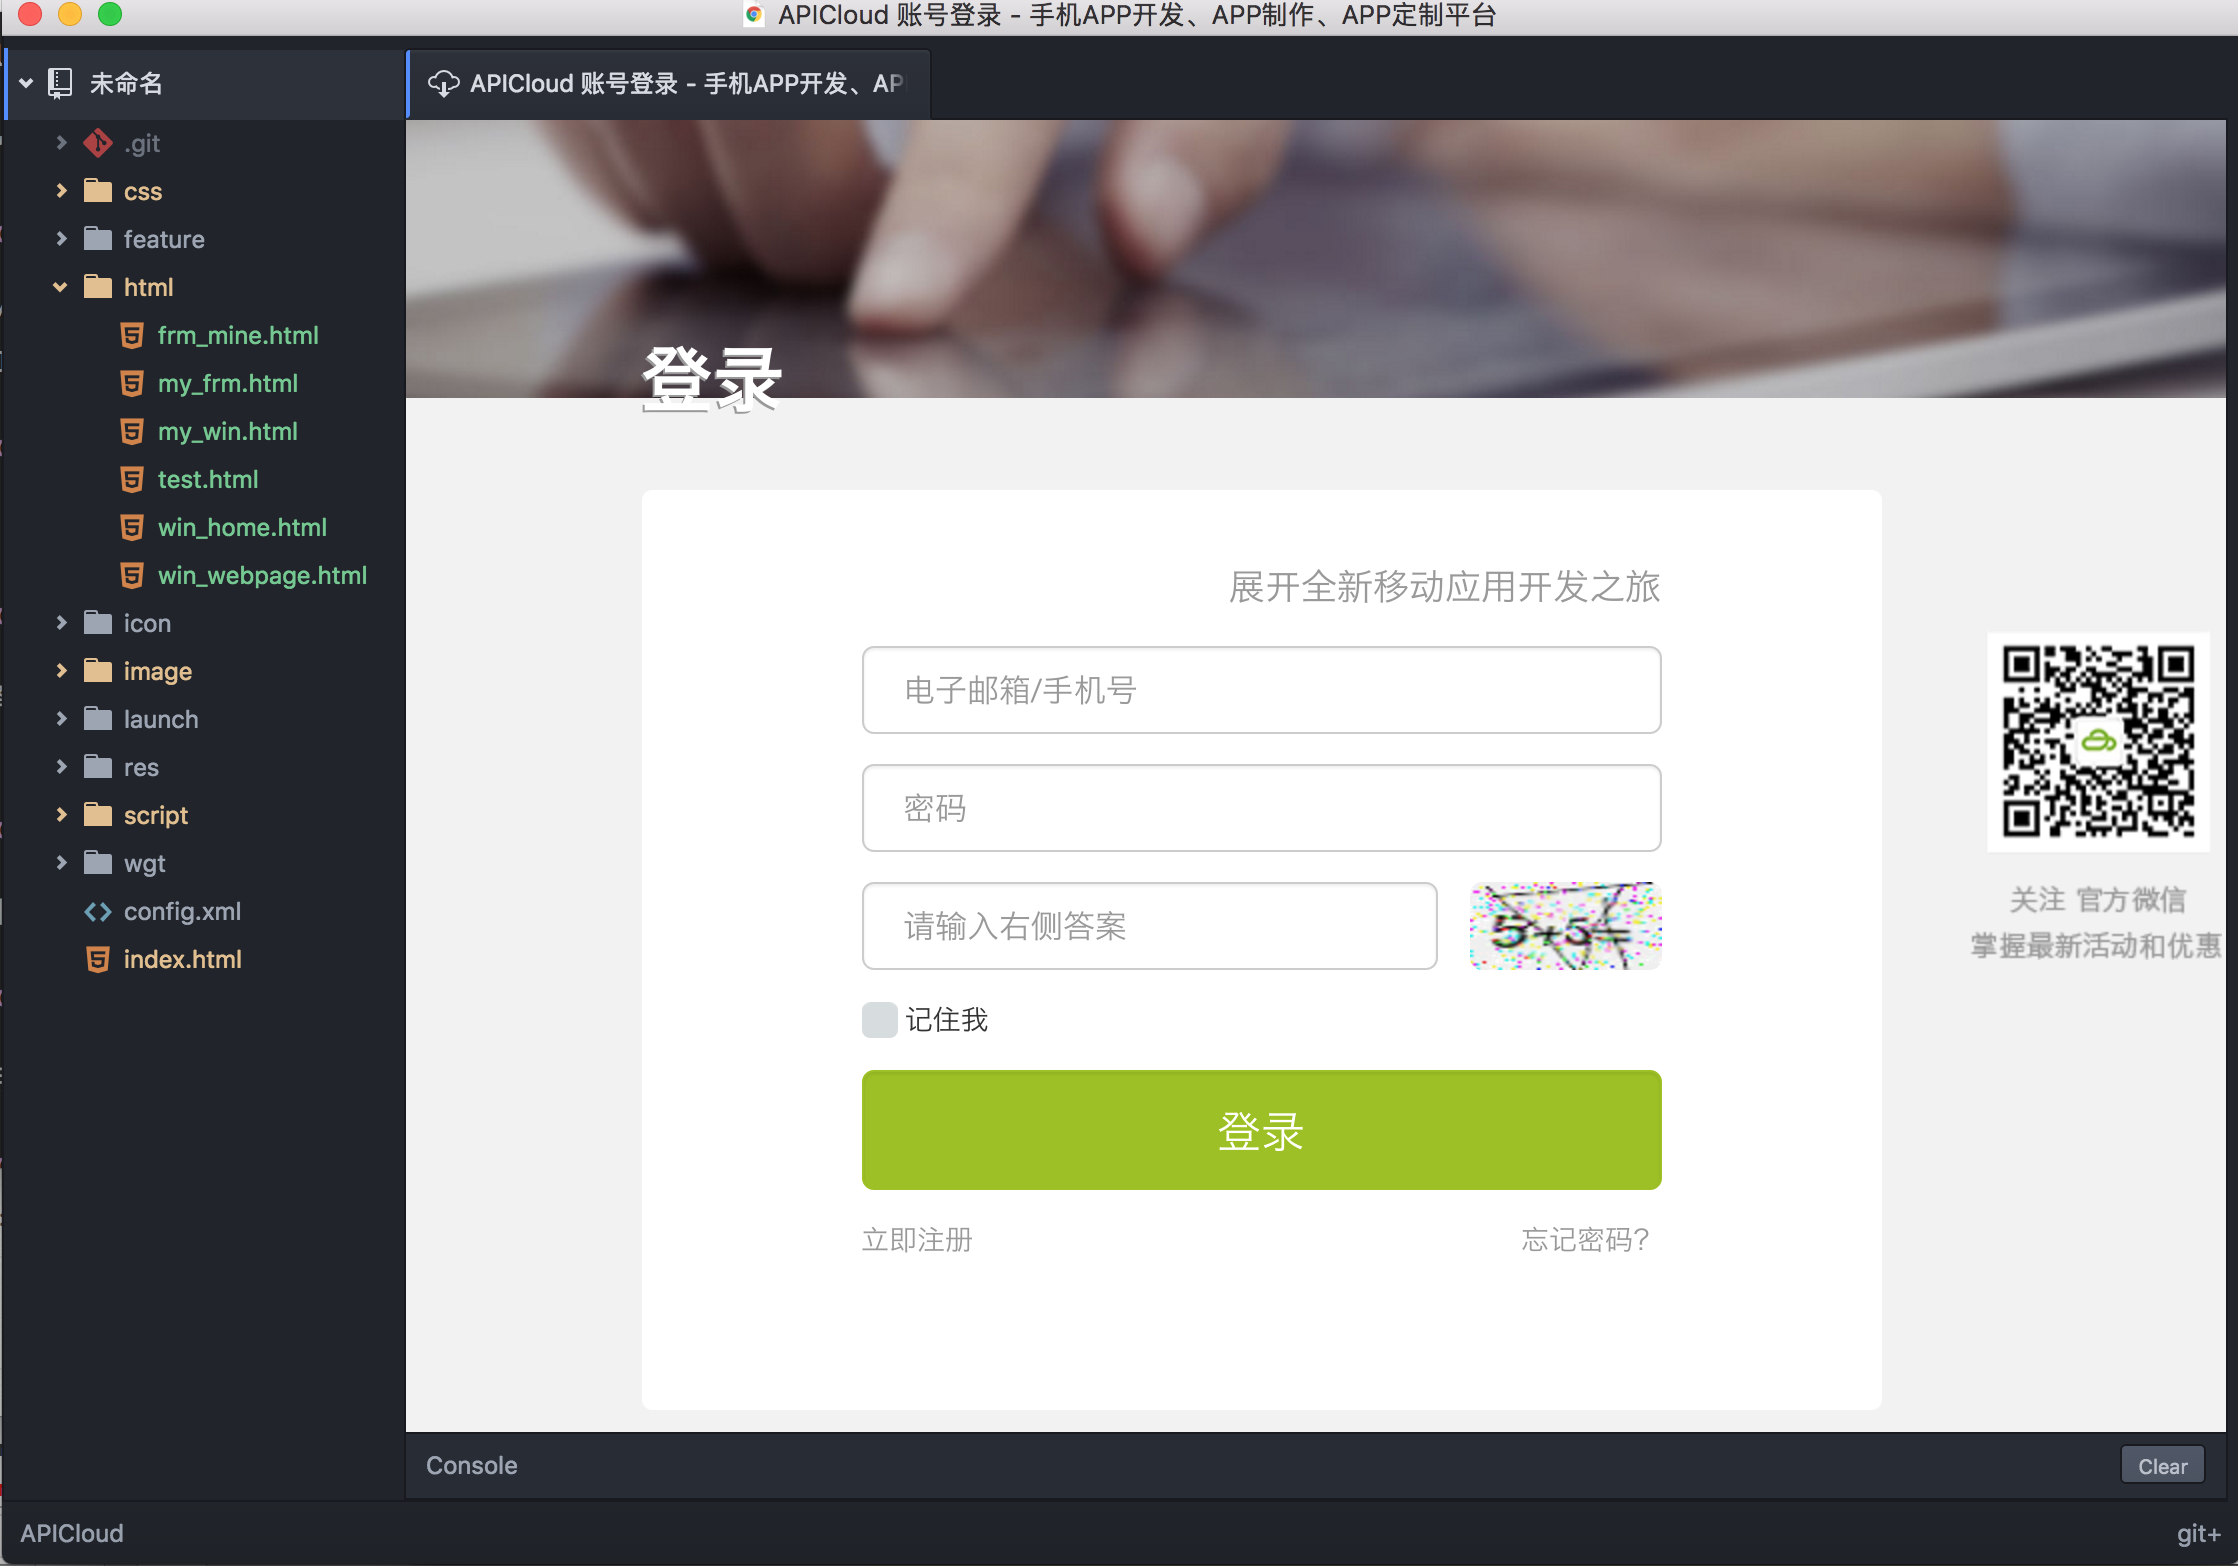 APICloud 账号登录 - 手机APP开发、APP制作、APP定制平台
未命名
.git
css
feature
html
frm_mine.html
my_frm.html
my_win.html
test.html
win_home.html
win_webpage.html
icon
image
launch
res
script
wgt
config.xml
index.html
APICloud 账号登录 - 手机APP开发、AP
登录
展开全新移动应用开发之旅
电子邮箱/手机号
密码
请输入右侧答案
5+5=
记住我
登录
立即注册
忘记密码?
关注 官方微信
掌握最新活动和优惠
Console
Clear
APICloud
git+